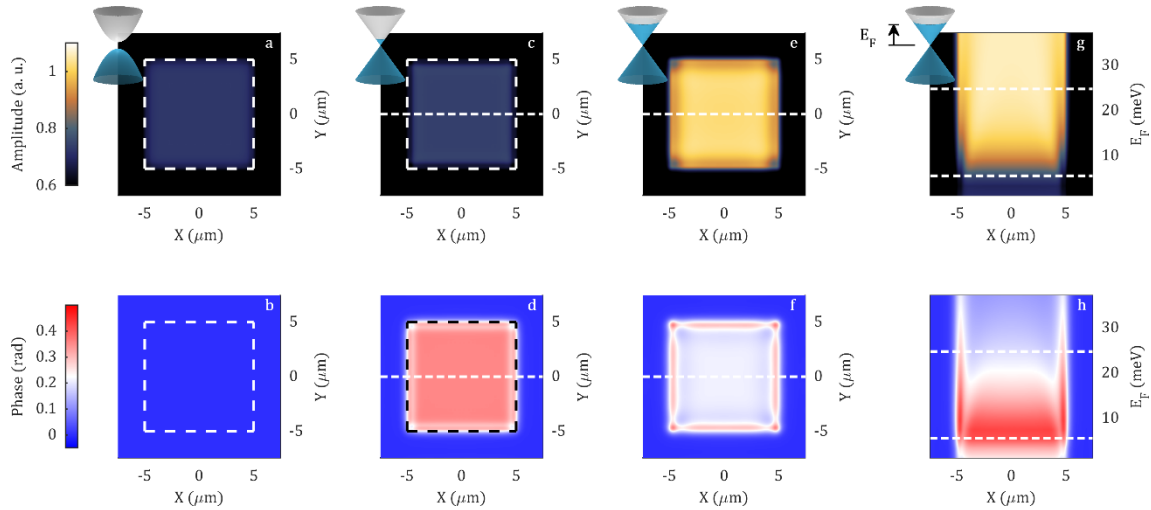 a
c
e
g
E_F
Amplitude (a. u.)
1
0.8
0.6
-5 0 5
X (μm)
5
0
-5
Y (μm)
-5 0 5
X (μm)
5
0
-5
Y (μm)
-5 0 5
X (μm)
5
0
-5
Y (μm)
-5 0 5
X (μm)
30
20
10
E_F (meV)
b
d
f
h
Phase (rad)
0.4
0.3
0.2
0.1
0
-5 0 5
X (μm)
5
0
-5
Y (μm)
-5 0 5
X (μm)
5
0
-5
Y (μm)
-5 0 5
X (μm)
5
0
-5
Y (μm)
-5 0 5
X (μm)
30
20
10
E_F (meV)